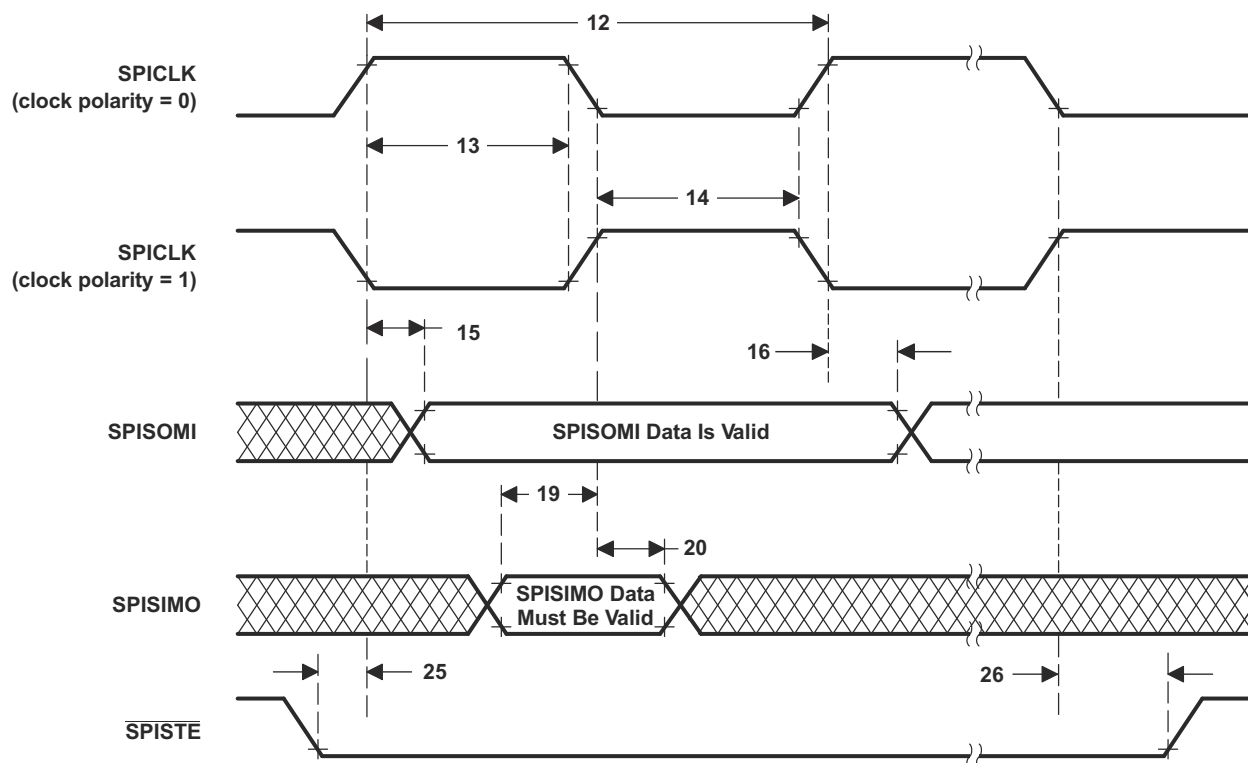 12
SPICLK
(clock polarity = 0)
13
14
SPICLK
(clock polarity = 1)
15
16
SPISOMI
SPISOMI Data Is Valid
19
20
SPISIMO
SPISIMO Data
Must Be Valid
25
26
SPISTE